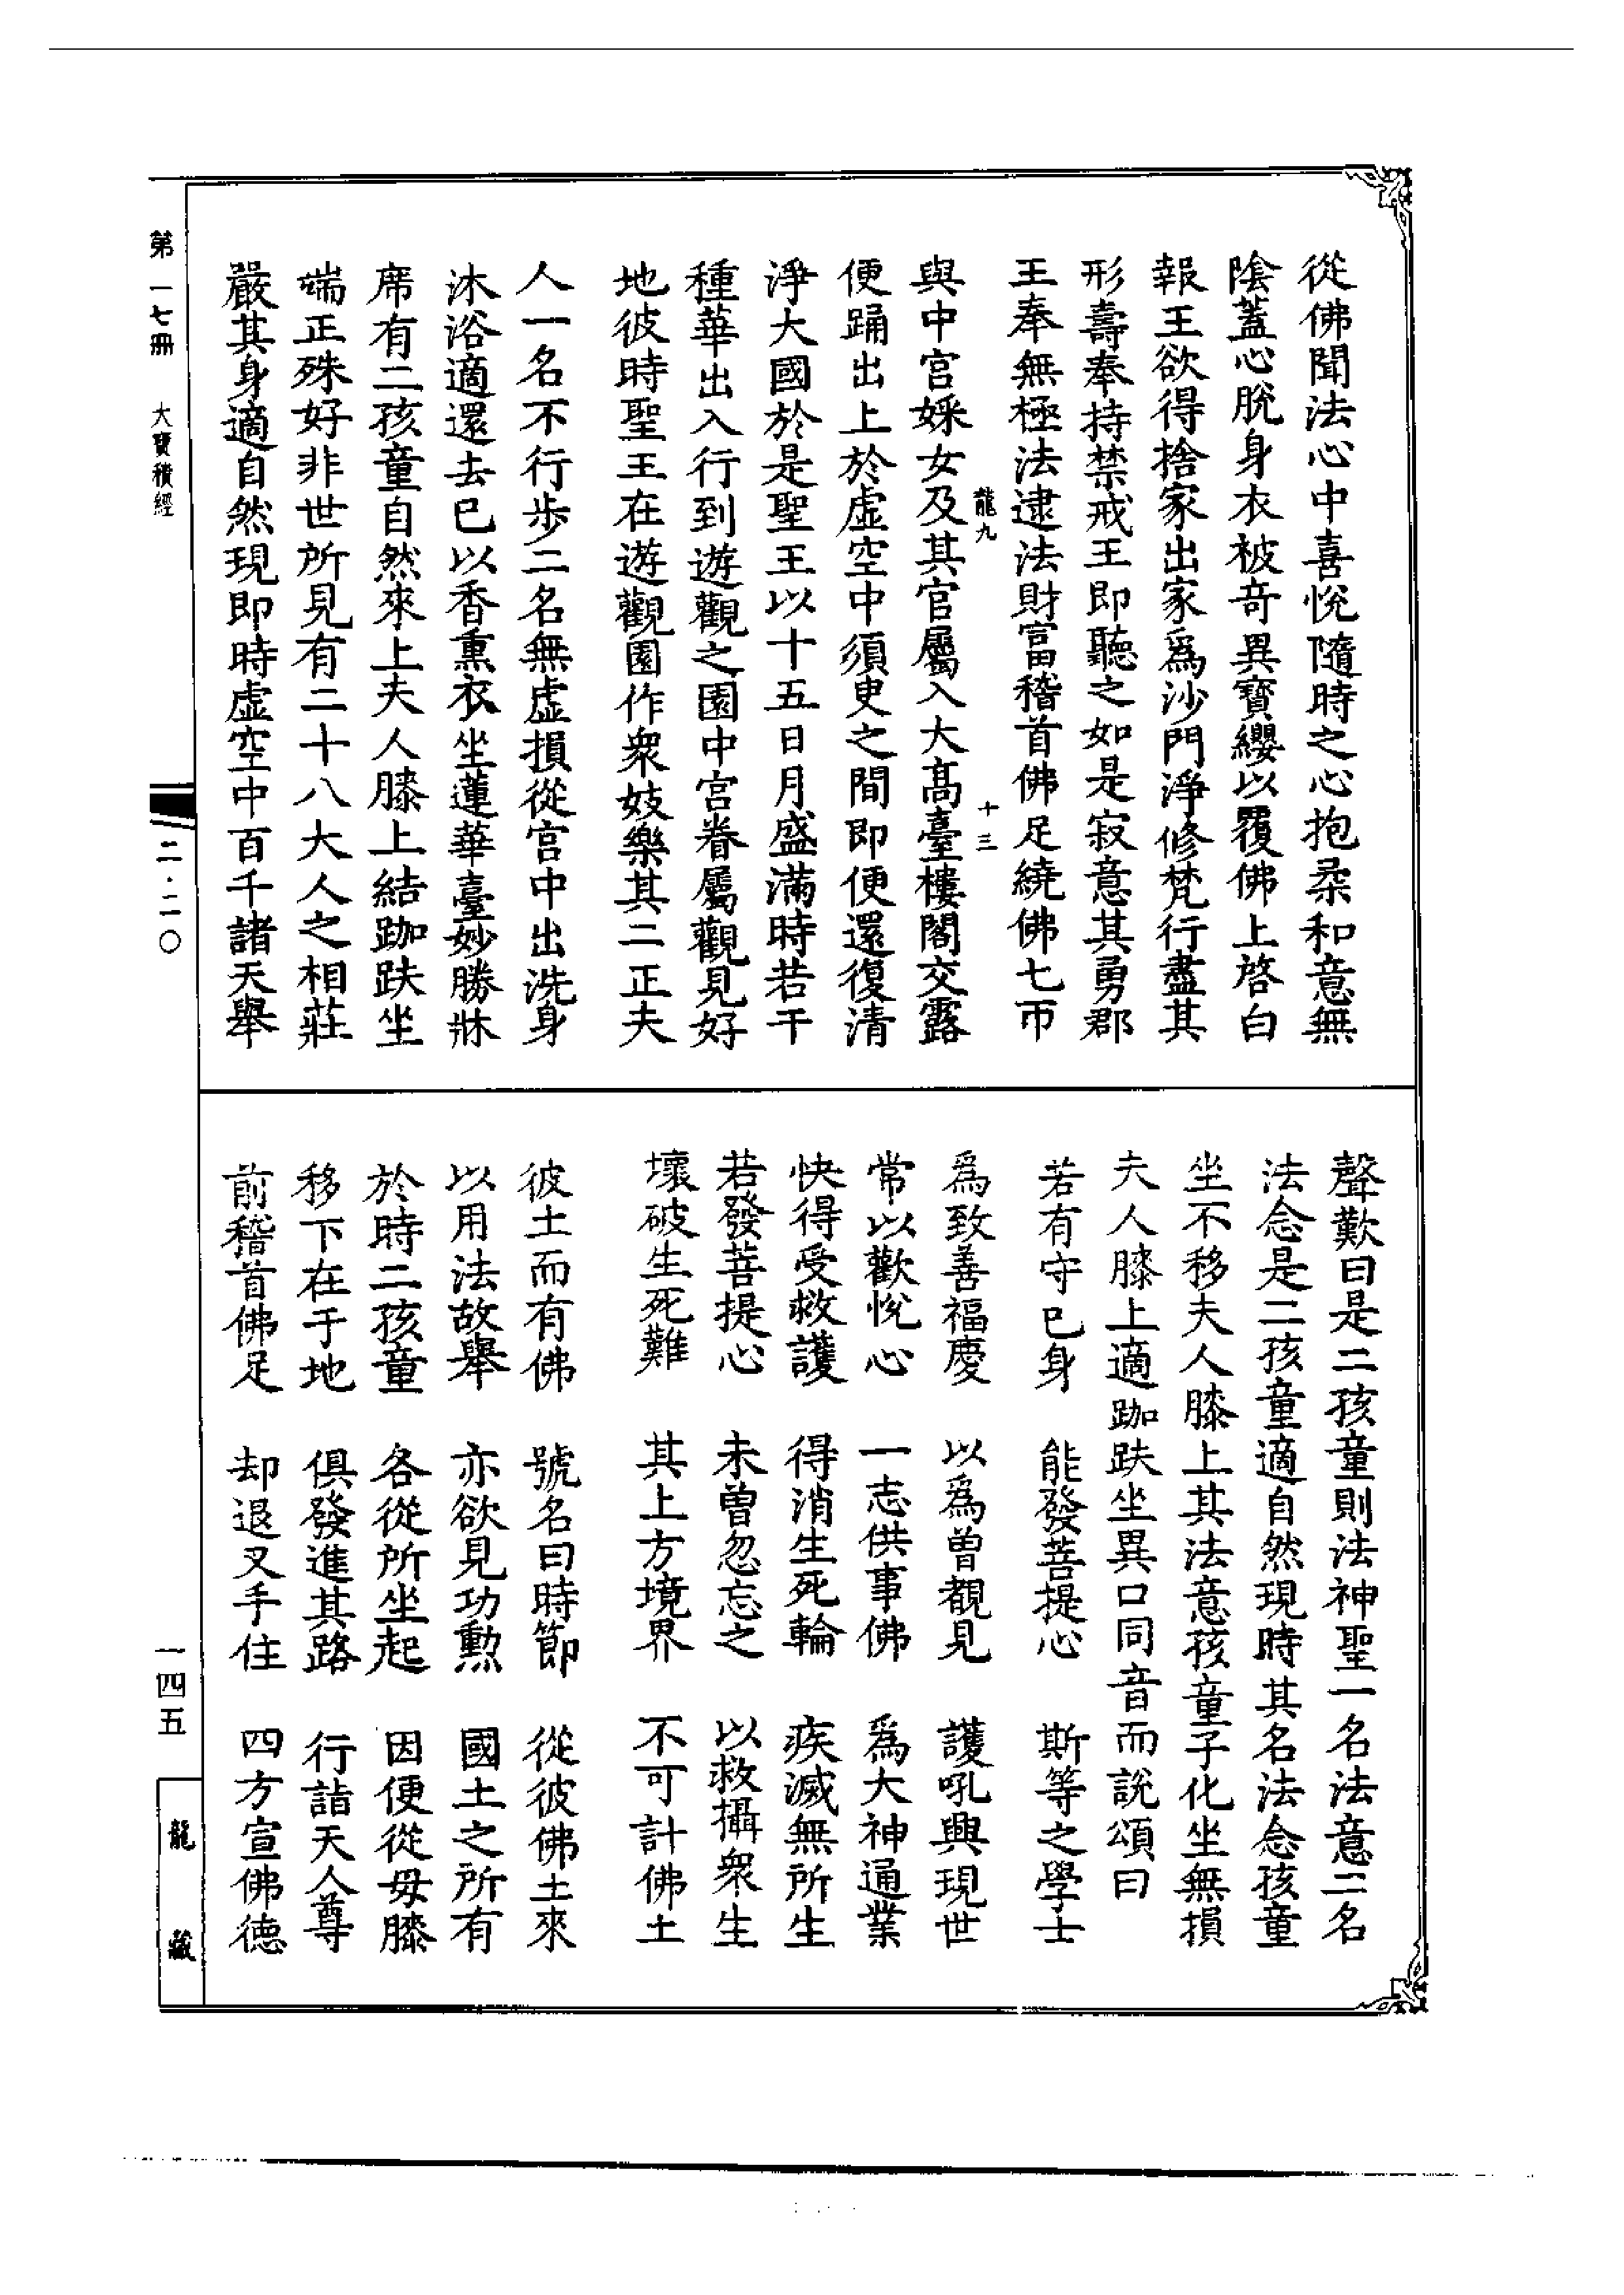 從佛聞法心中喜悅隨時之心抱柔和意無
陰蓋心脫身衣被奇異寶纓以覆佛上啓白
報王欲得捨家出家爲沙門淨修梵行盡其
形壽奉持禁戒王即聽之如是寂意其勇郡
王奉無極法逮法財富稽首佛足繞佛七帀
龍九
十三
與中宮婇女及其官屬入大高臺樓閣交露
便踊出上於虛空中須臾之間即便還復清
淨大國於是聖王以十五日月盛滿時若干
種華出入行到遊觀之園中宮眷屬觀見好
地彼時聖王在遊觀園作衆妓樂其二正夫
人一名不行步二名無虛損從宮中出洗身
沐浴適還去已以香熏衣坐蓮華臺妙勝牀
席有二孩童自然來上夫人膝上結跏趺坐
端正殊好非世所見有二十八大人之相莊
嚴其身適自然現即時虛空中百千諸天舉
聲歎曰是二孩童則法神聖一名法意二名
法念是二孩童適自然現時其名法念孩童
坐不移夫人膝上其法意孩童子化坐無損
夫人膝上適跏趺坐異口同音而說頌曰
若有守己身　能發菩提心　斯等之學士
爲致善福慶　以爲曾覩見　護吼興現世
常以歡悅心　一志供事佛　爲大神通業
快得受救護　得消生死輪　疾滅無所生
若發菩提心　未曾忽忘之　以救攝衆生
壞破生死難　其上方境界　不可計佛土
彼土而有佛　號名曰時節　從彼佛土來
以用法故舉　亦欲見功勲　國土之所有
於時二孩童　各從所坐起　因便從母膝
移下在于地　俱發進其路　行詣天人尊
前稽首佛足　却退叉手住　四方宣佛德
第一七冊　大寶積經
二·二〇
一四五
龍藏